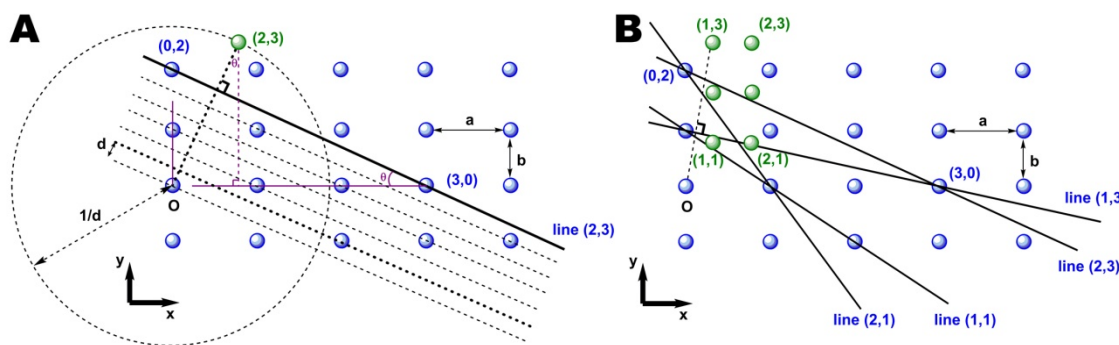 A
(0,2)
(2,3)
θ
a
b
d
θ
(3,0)
O
1/d
line (2,3)
y
x
B
(1,3)
(2,3)
(0,2)
a
b
(1,1)
(2,1)
(3,0)
O
line (1,3
line (2,3)
y
x
line (2,1)
line (1,1)